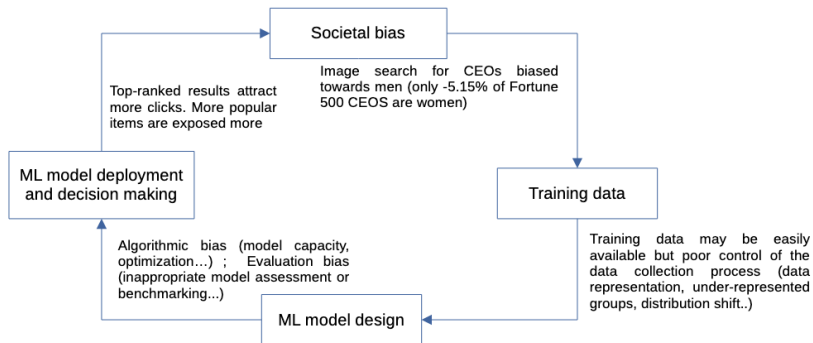 Societal bias
Image search for CEOs biased
towards men (only -5.15% of Fortune
500 CEOS are women)
Top-ranked results attract
more clicks. More popular
items are exposed more
ML model deployment
and decision making
Training data
Algorithmic bias (model capacity,
optimization…) ; Evaluation bias
(inappropriate model assessment or
benchmarking...)
Training data may be easily
available but poor control of the
data collection process (data
representation, under-represented
groups, distribution shift..)
ML model design